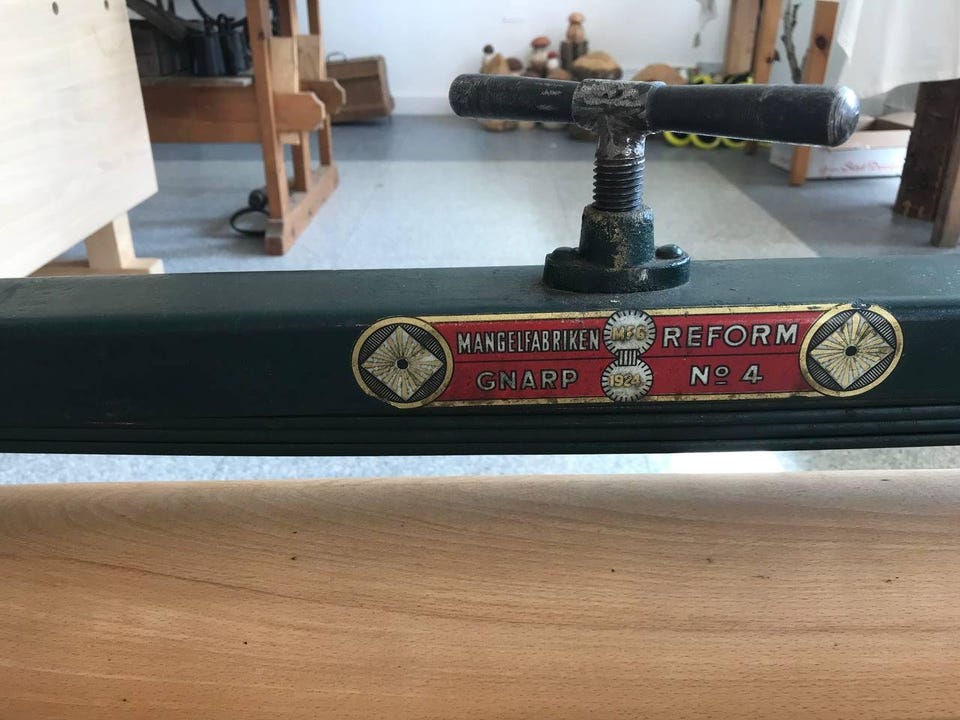 MANGELFABRIKEN MFG REFORM
GNARP 1924 No 4